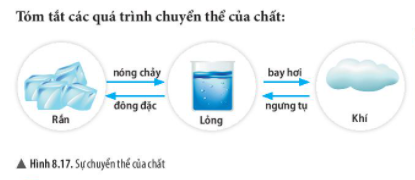 Tóm tắt các quá trình chuyển thể của chất:
nóng chảy
bay hơi
đông đặc
ngưng tụ
Rắn
Lỏng
Khí
▲ Hình 8.17. Sự chuyển thể của chất